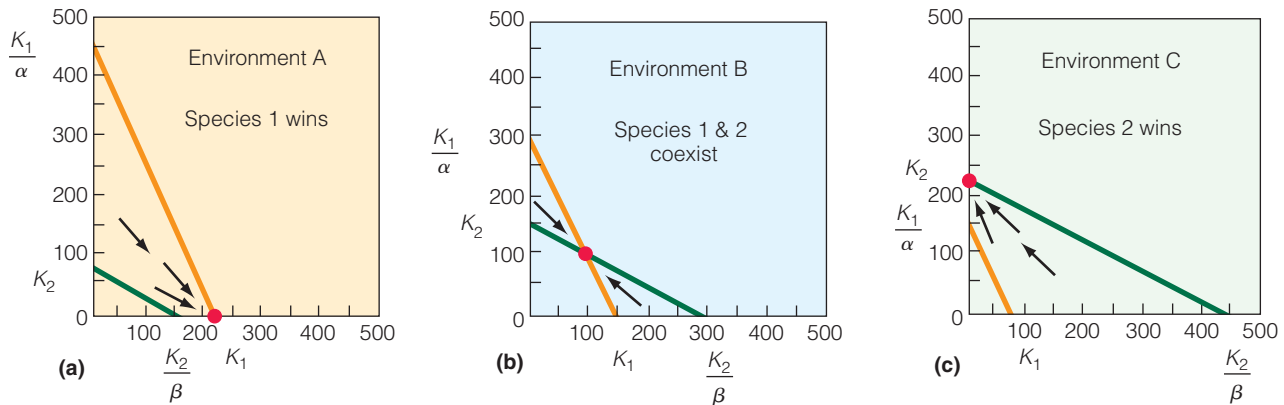 500
K₁
α
400
300
200
100
K₂
0
Environment A
Species 1 wins
100 200 300 400 500
K₂
β
K₁
(a)
500
400
K₁
α
300
200
K₂
100
0
Environment B
Species 1 & 2
coexist
100 200 300 400 500
K₁
K₂
β
(b)
500
400
300
K₂
200
K₁
α
100
0
Environment C
Species 2 wins
100 200 300 400 500
K₁
K₂
β
(c)